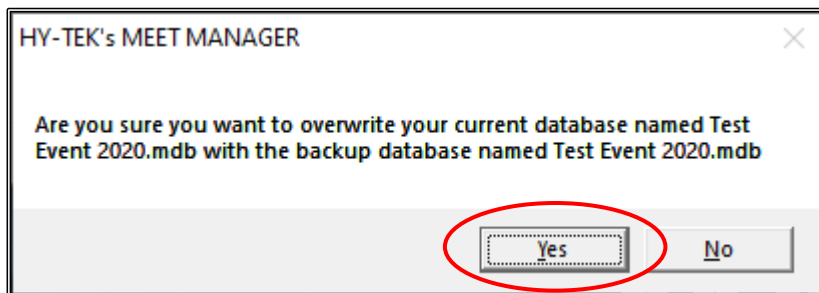 HY-TEK's MEET MANAGER
Are you sure you want to overwrite your current database named Test
Event 2020.mdb with the backup database named Test Event 2020.mdb
Yes No